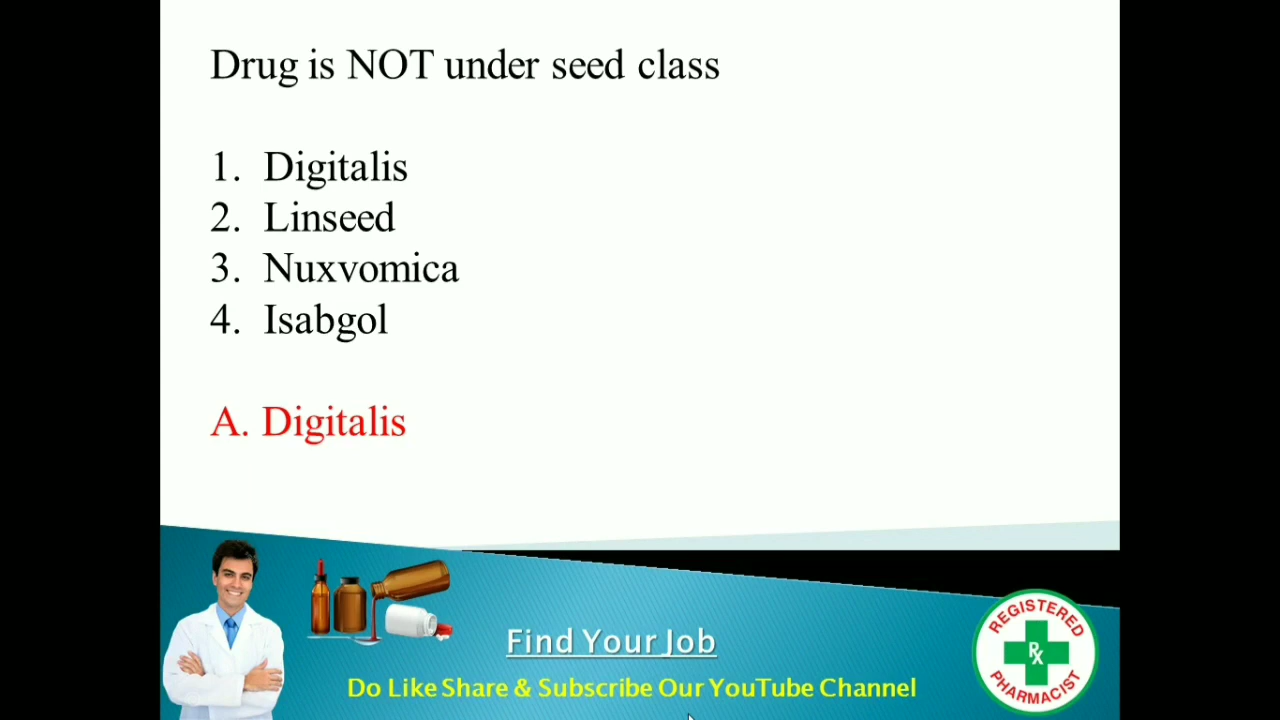 Drug is NOT under seed class
1. Digitalis
2. Linseed
3. Nuxvomica
4. Isabgol
A. Digitalis
Find Your Job
Do Like Share & Subscribe Our YouTube Channel
REGISTERED
Rx
PHARMACIST